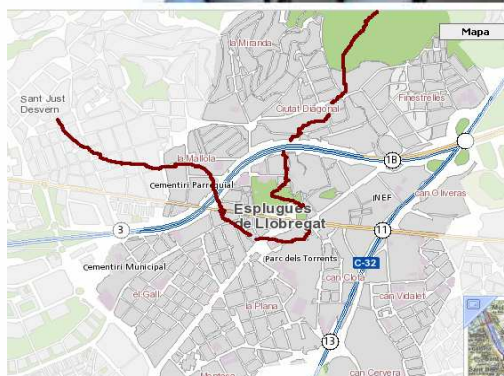 Mapa
la Miranda
Sant Just
Desvern
Ciutat Diagonal
Finestrelles
la Mallola
1B
Cementiri Parroquial
INEF
can Oliveras
Esplugues
de Llobregat
3
11
Parc dels Torrents
C-32
Cementiri Municipal
can Clota
el Gall
can Vidalet
la Plana
13
can Cervera